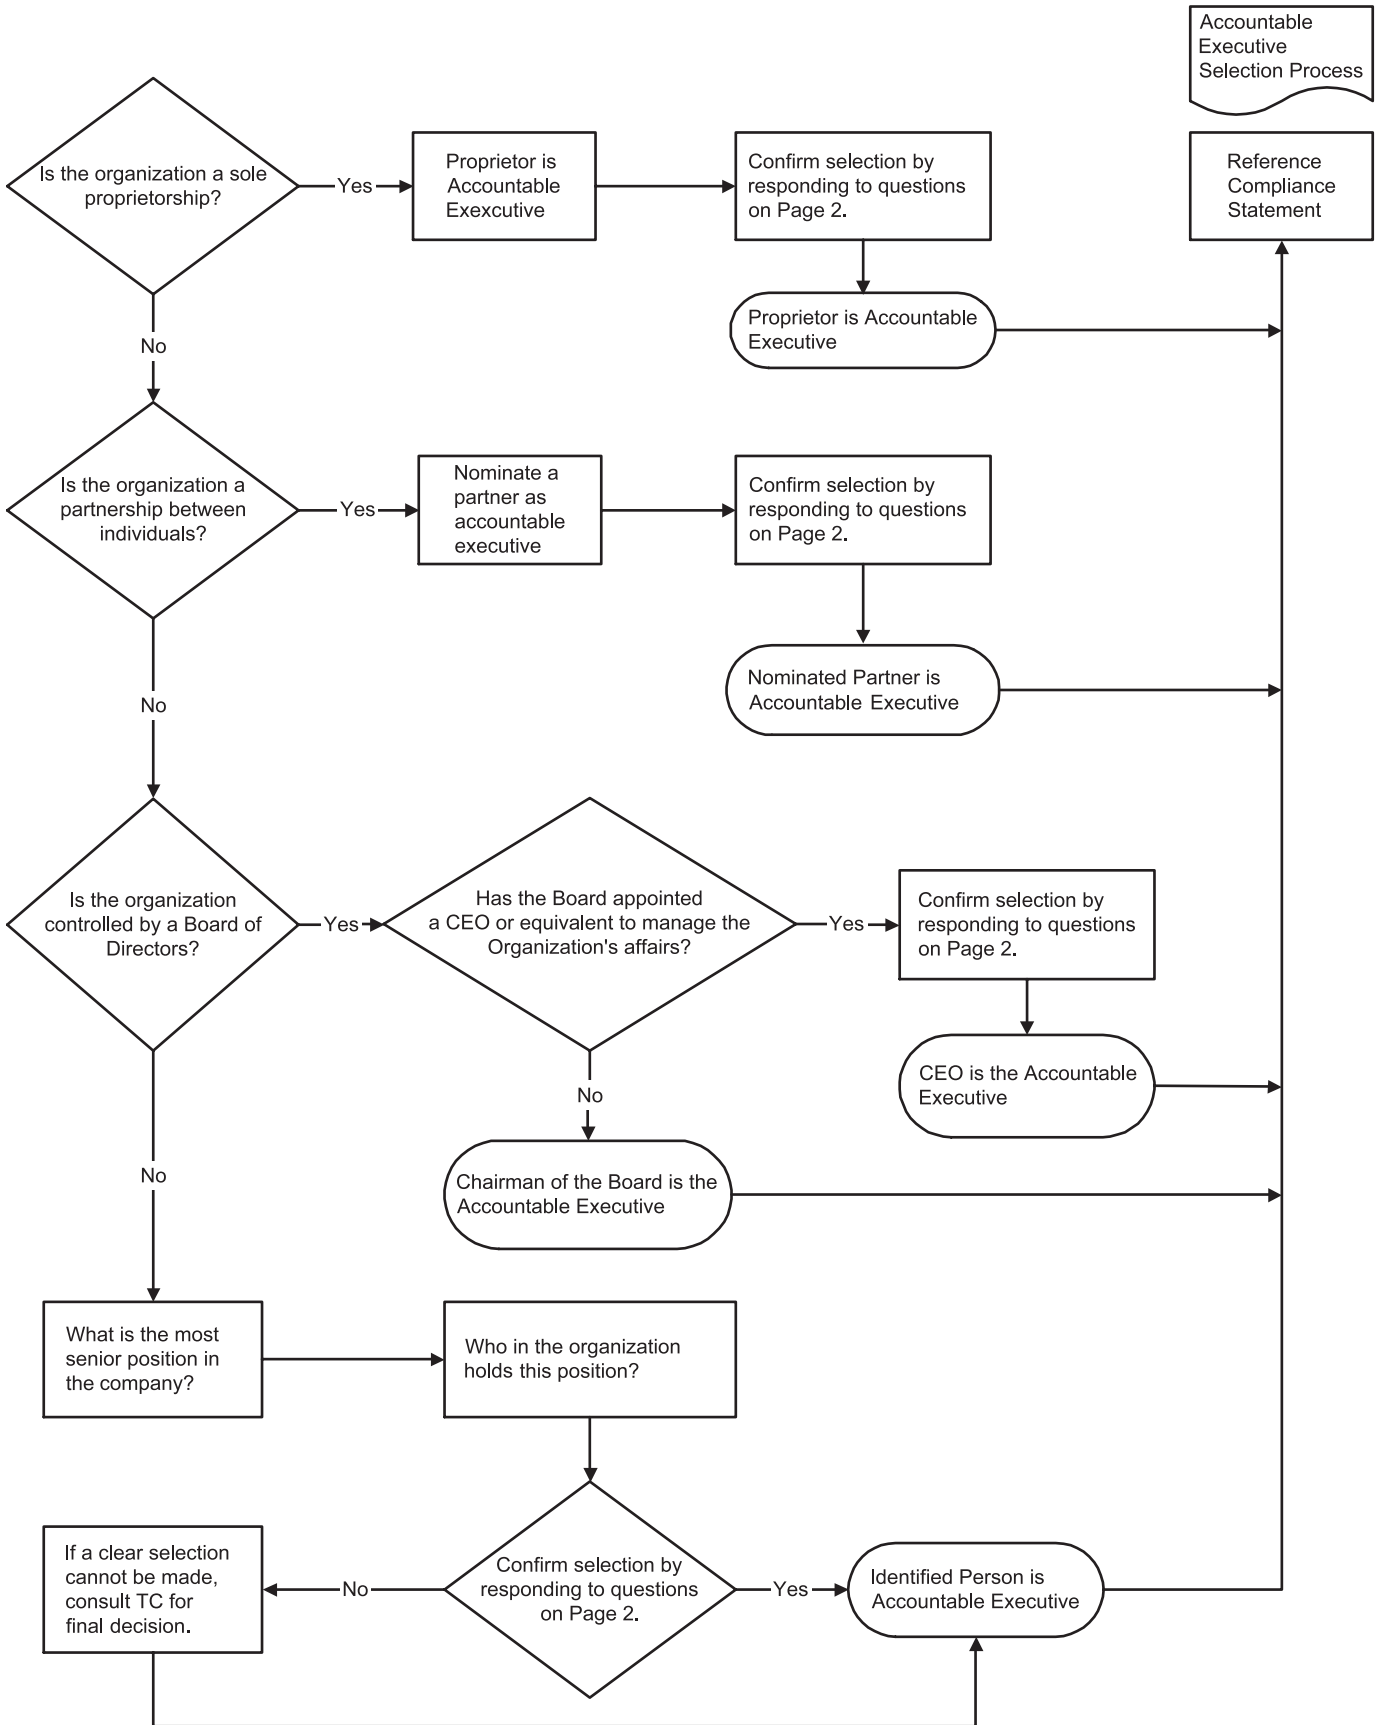 Accountable
Executive
Selection Process
Is the organization a sole
proprietorship?
Yes
Proprietor is
Accountable
Exexcutive
Confirm selection by
responding to questions
on Page 2.
Reference
Compliance
Statement
Proprietor is Accountable
Executive
No
Is the organization a
partnership between
individuals?
Yes
Nominate a
partner as
accountable
executive
Confirm selection by
responding to questions
on Page 2.
Nominated Partner is
Accountable Executive
No
Is the organization
controlled by a Board of
Directors?
Yes
Has the Board appointed
a CEO or equivalent to manage the
Organization's affairs?
Yes
Confirm selection by
responding to questions
on Page 2.
CEO is the Accountable
Executive
No
Chairman of the Board is the
Accountable Executive
No
What is the most
senior position in
the company?
Who in the organization
holds this position?
If a clear selection
cannot be made,
consult TC for
final decision.
No
Confirm selection by
responding to questions
on Page 2.
Yes
Identified Person is
Accountable Executive